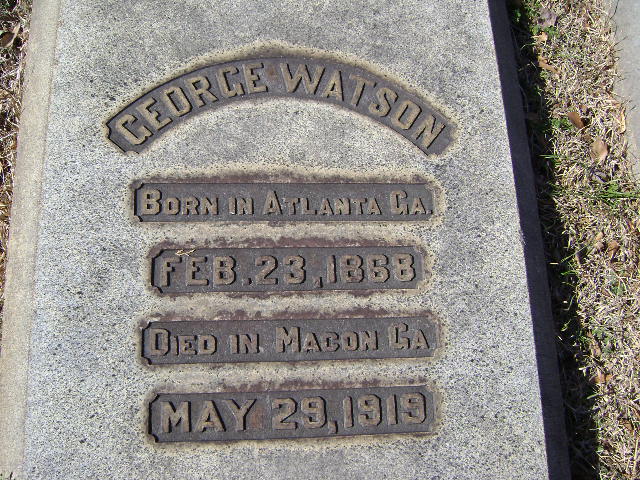 GEORGE WATSON
BORN IN ATLANTA GA.
FEB. 23, 1868
DIED IN MACON GA
MAY 29, 1919